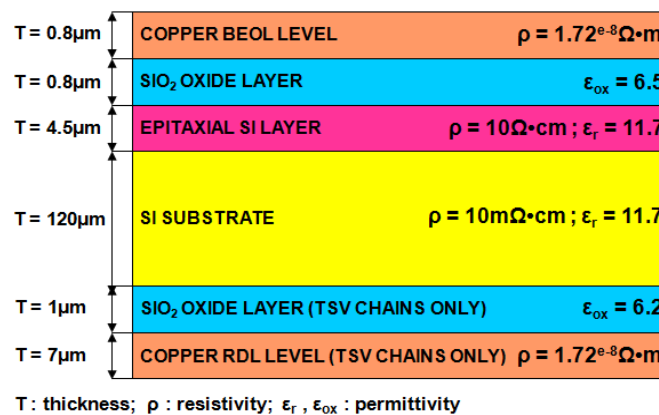 T = 0.8µm COPPER BEOL LEVEL ρ = 1.72e-8Ω•m
T = 0.8µm SIO2 OXIDE LAYER εox = 6.5
T = 4.5µm EPITAXIAL SI LAYER ρ = 10Ω•cm ; εr = 11.7
T = 120µm SI SUBSTRATE ρ = 10mΩ•cm ; εr = 11.7
T = 1µm SIO2 OXIDE LAYER (TSV CHAINS ONLY) εox = 6.2
T = 7µm COPPER RDL LEVEL (TSV CHAINS ONLY) ρ = 1.72e-8Ω•m
T : thickness; ρ : resistivity; εr , εox : permittivity